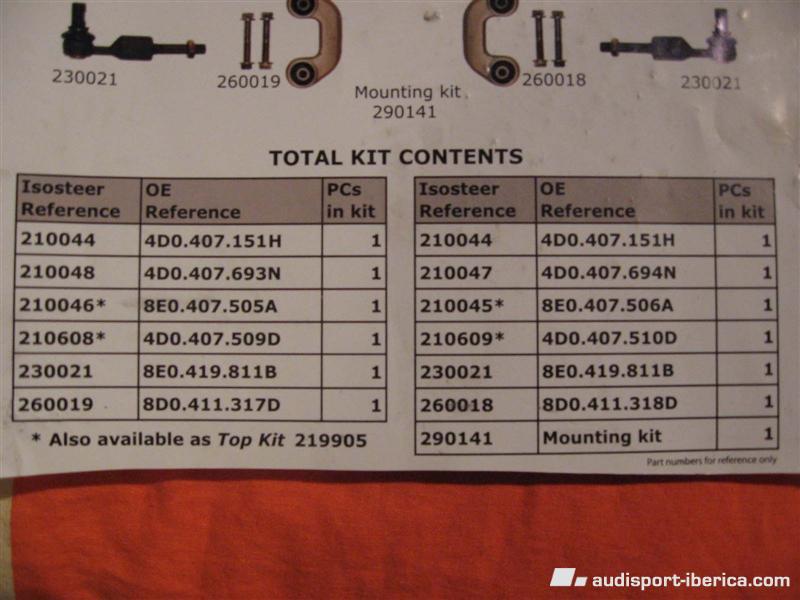 230021
260019
Mounting kit
290141
260018
230021
TOTAL KIT CONTENTS
Isosteer Reference OE Reference PCs in kit
210044 4D0.407.151H 1
210048 4D0.407.693N 1
210046* 8E0.407.505A 1
210608* 4D0.407.509D 1
230021 8E0.419.811B 1
260019 8D0.411.317D 1
* Also available as Top Kit 219905
Isosteer Reference OE Reference PCs in kit
210044 4D0.407.151H 1
210047 4D0.407.694N 1
210045* 8E0.407.506A 1
210609* 4D0.407.510D 1
230021 8E0.419.811B 1
260018 8D0.411.318D 1
290141 Mounting kit 1
Part numbers for reference only
audisport-iberica.com